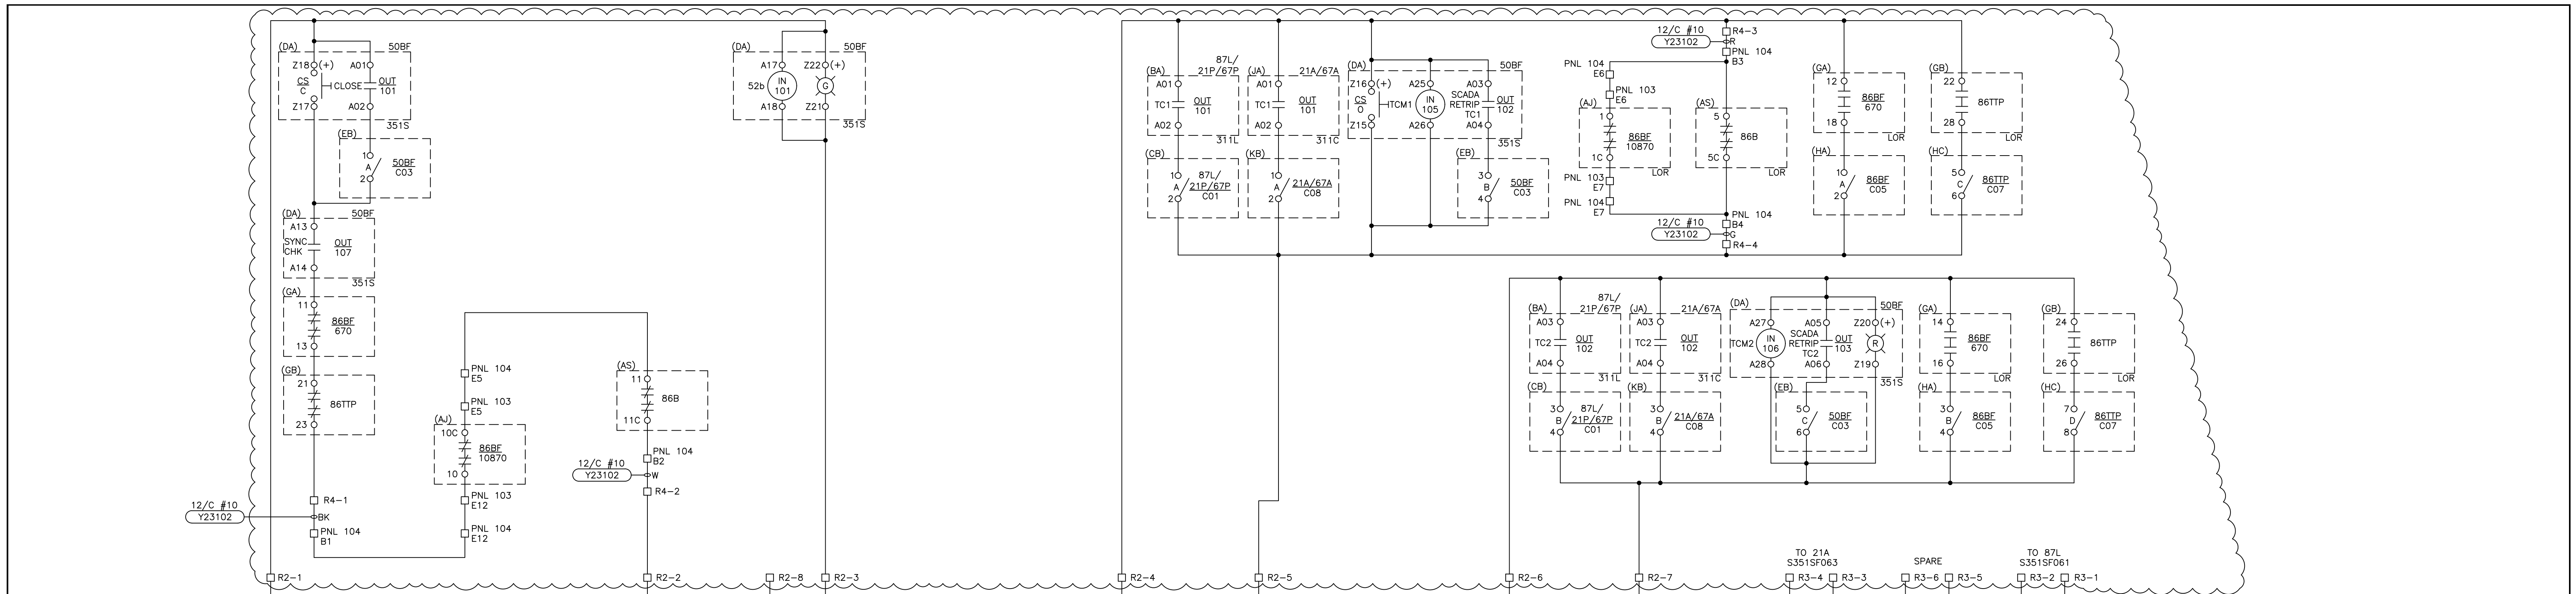 (DA) 50BF
Z18 (+) A01
CS
C
CLOSE
OUT
101
Z17 A02
351S
(EB)
1
A
2
50BF
C03
(DA) 50BF
A13
SYNC
CHK
OUT
107
A14
351S
(GA)
11
86BF
670
13
(GB)
21
86TTP
23
R4-1
12/C #10
Y23102
BK
PNL 104
B1
PNL 104
E5
PNL 103
E5
(AJ)
10C
86BF
10870
10
PNL 103
E12
PNL 104
E12
(AS)
11
86B
11C
PNL 104
B2
12/C #10
Y23102
W
R4-2
(DA) 50BF
A17 Z22 (+)
52b
IN
101
G
A18 Z21
351S
(BA)
87L/
21P/67P
A01
TC1
OUT
101
A02
311L
(CB)
1
A
2
87L/
21P/67P
C01
(JA) 21A/67A
A01
TC1
OUT
101
A02
311C
(KB)
1
A
2
21A/67A
C08
(DA) 50BF
Z16 (+) A25 A03
CS
O
TCM1
IN
105
SCADA
RETRIP
TC1
OUT
102
Z15 A26 A04
351S
(EB)
3
B
4
50BF
C03
12/C #10
Y23102
R4-3
R
PNL 104
B3
PNL 104
E6
PNL 103
E6
(AJ)
1
86BF
10870
1C
LOR
PNL 103
E7
PNL 104
E7
(AS)
5
86B
5C
LOR
PNL 104
B4
12/C #10
Y23102
G
R4-4
(GA)
12
86BF
670
18
LOR
(HA)
1
A
2
86BF
C05
(GB)
22
86TTP
28
LOR
(HC)
5
C
6
86TTP
C07
(BA)
87L/
21P/67P
A03
TC2
OUT
102
A04
311L
(CB)
3
B
4
87L/
21P/67P
C01
(JA) 21A/67A
A03
TC2
OUT
102
A04
311C
(KB)
3
B
4
21A/67A
C08
(DA) 50BF
A27 A05 Z20 (+)
TCM2
IN
106
SCADA
RETRIP
TC2
OUT
103
R
A28 A06 Z19
351S
(EB)
5
C
6
50BF
C03
(GA)
14
86BF
670
16
LOR
(HA)
3
B
4
86BF
C05
(GB)
24
86TTP
26
LOR
(HC)
7
D
8
86TTP
C07
TO 21A
S351SF063
SPARE
TO 87L
S351SF061
R2-1 R2-2 R2-8 R2-3 R2-4 R2-5 R2-6 R2-7 R3-4 R3-3 R3-6 R3-5 R3-2 R3-1